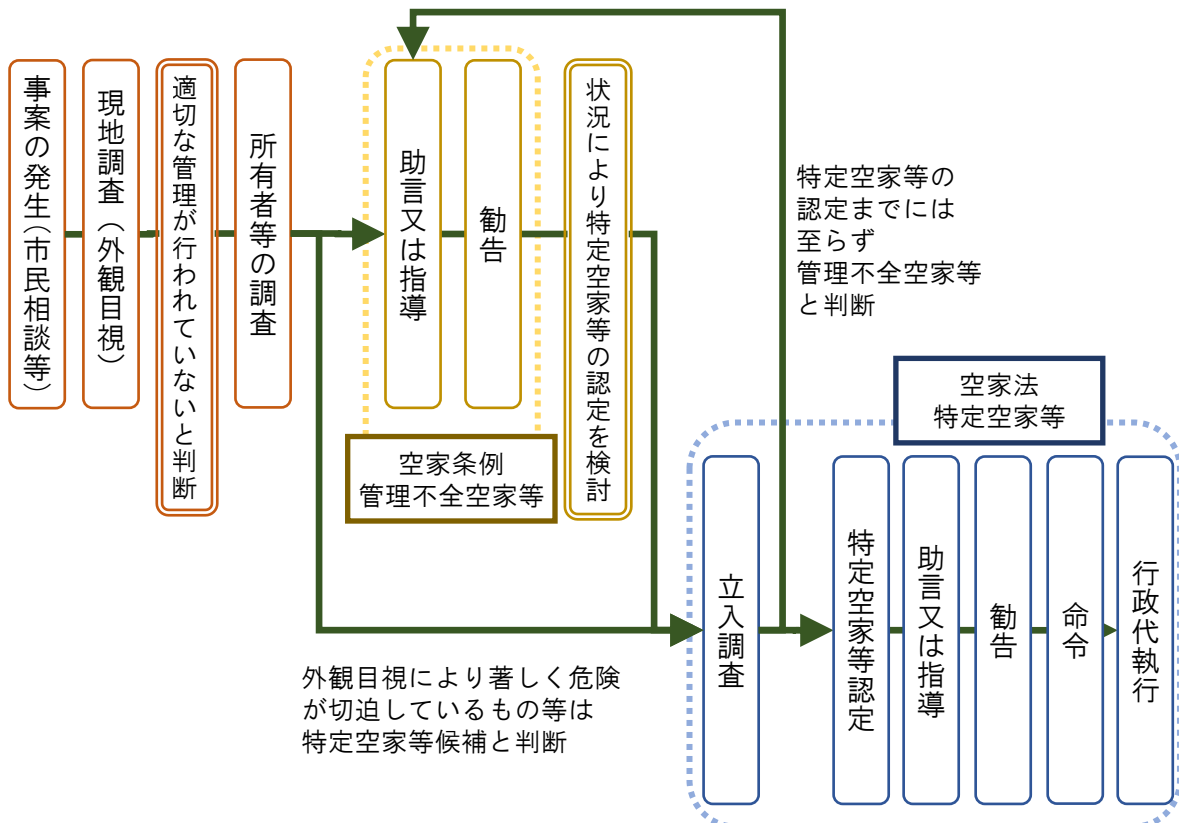 事案の発生（市民相談等）
現地調査（外観目視）
適切な管理が行われていないと判断
所有者等の調査
助言又は指導
勧告
空家条例
管理不全空家等
状況により特定空家等の認定を検討
特定空家等の
認定までには
至らず
管理不全空家等
と判断
外観目視により著しく危険
が切迫しているもの等は
特定空家等候補と判断
空家法
特定空家等
立入調査
特定空家等認定
助言又は指導
勧告
命令
行政代執行